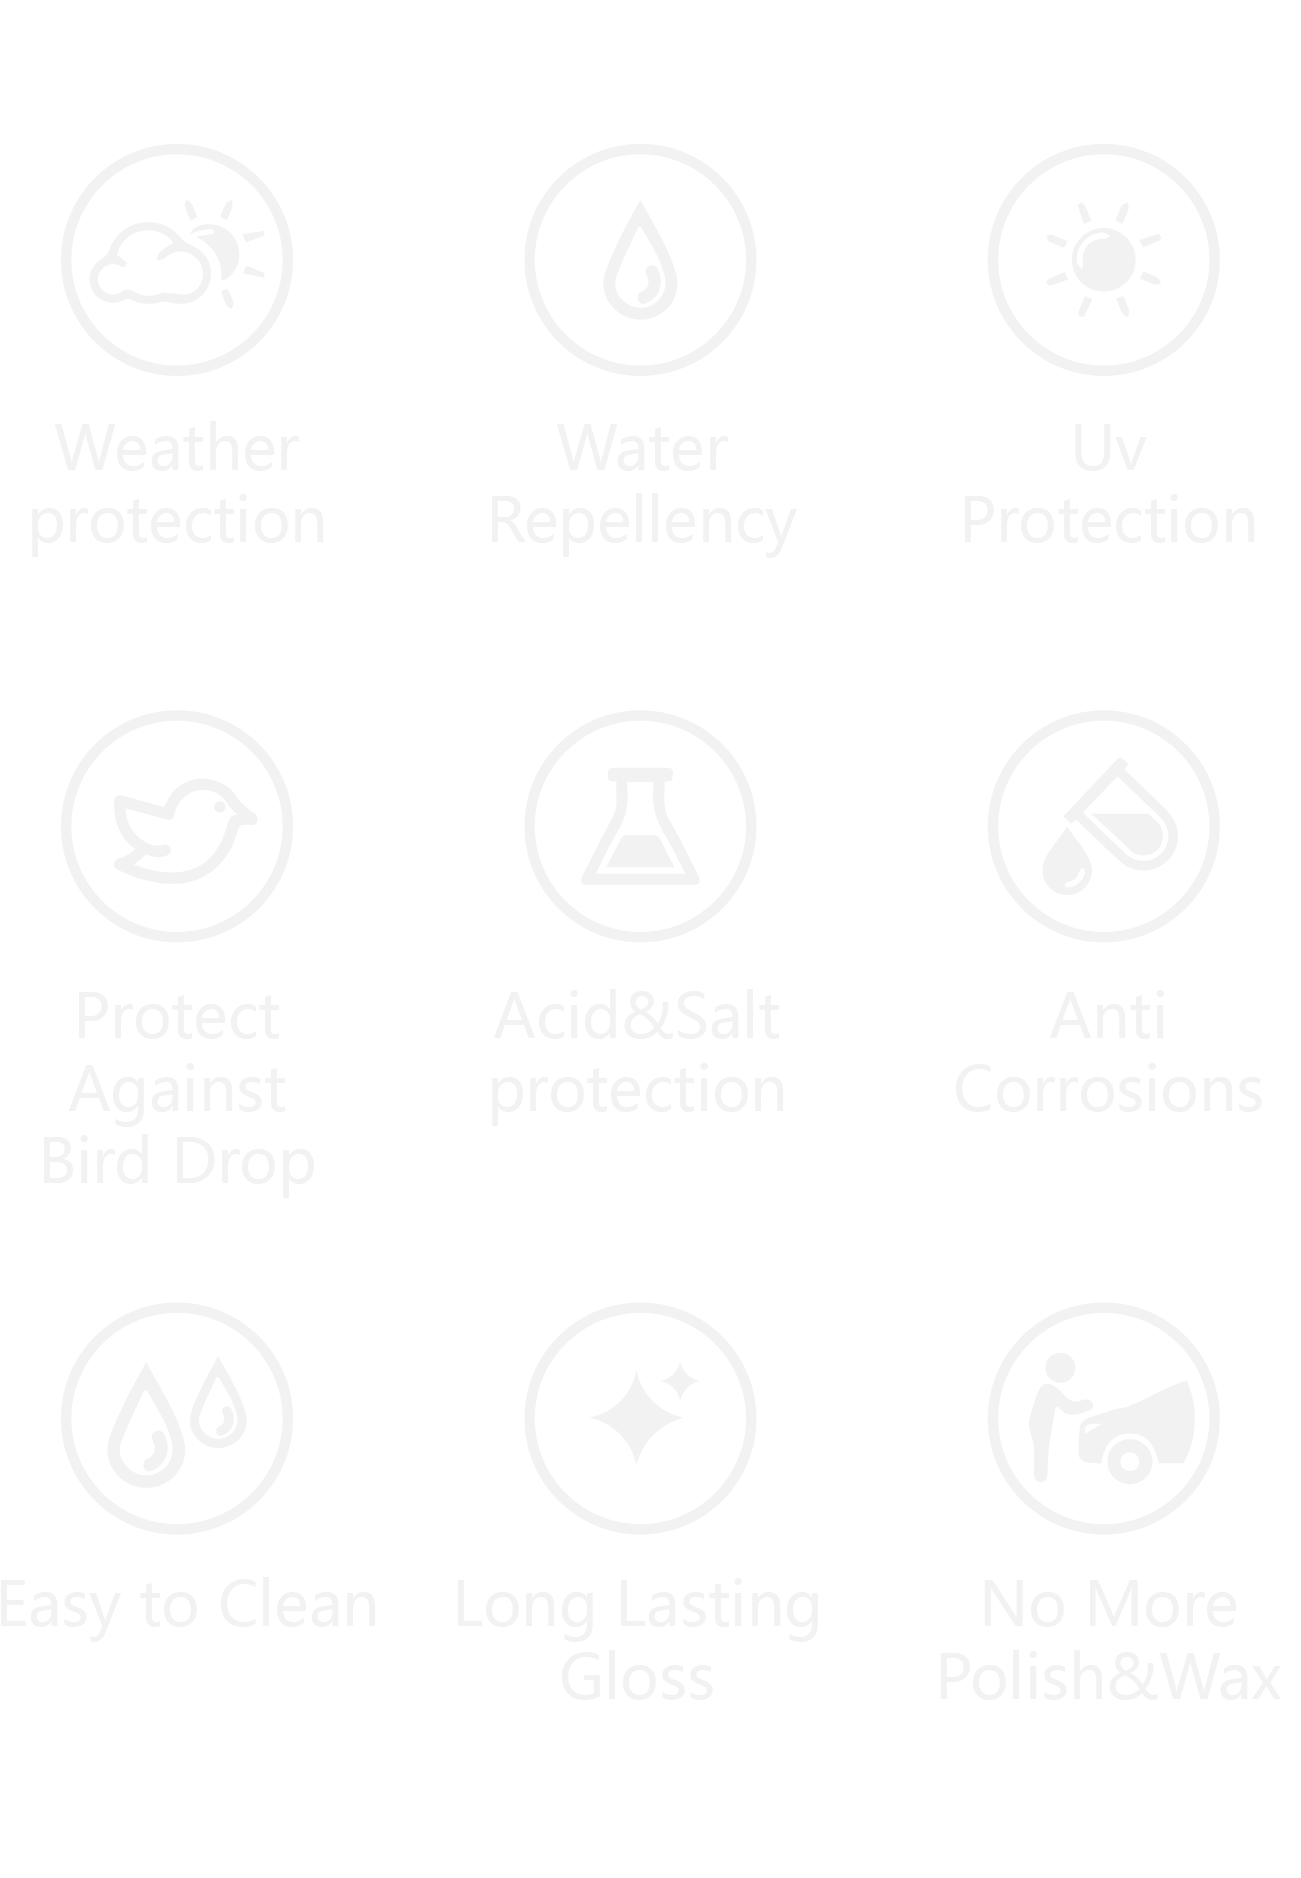 Weather
protection
Water
Repellency
Uv
Protection
Protect
Against
Bird Drop
Acid&Salt
protection
Anti
Corrosions
Easy to Clean
Long Lasting
Gloss
No More
Polish&Wax